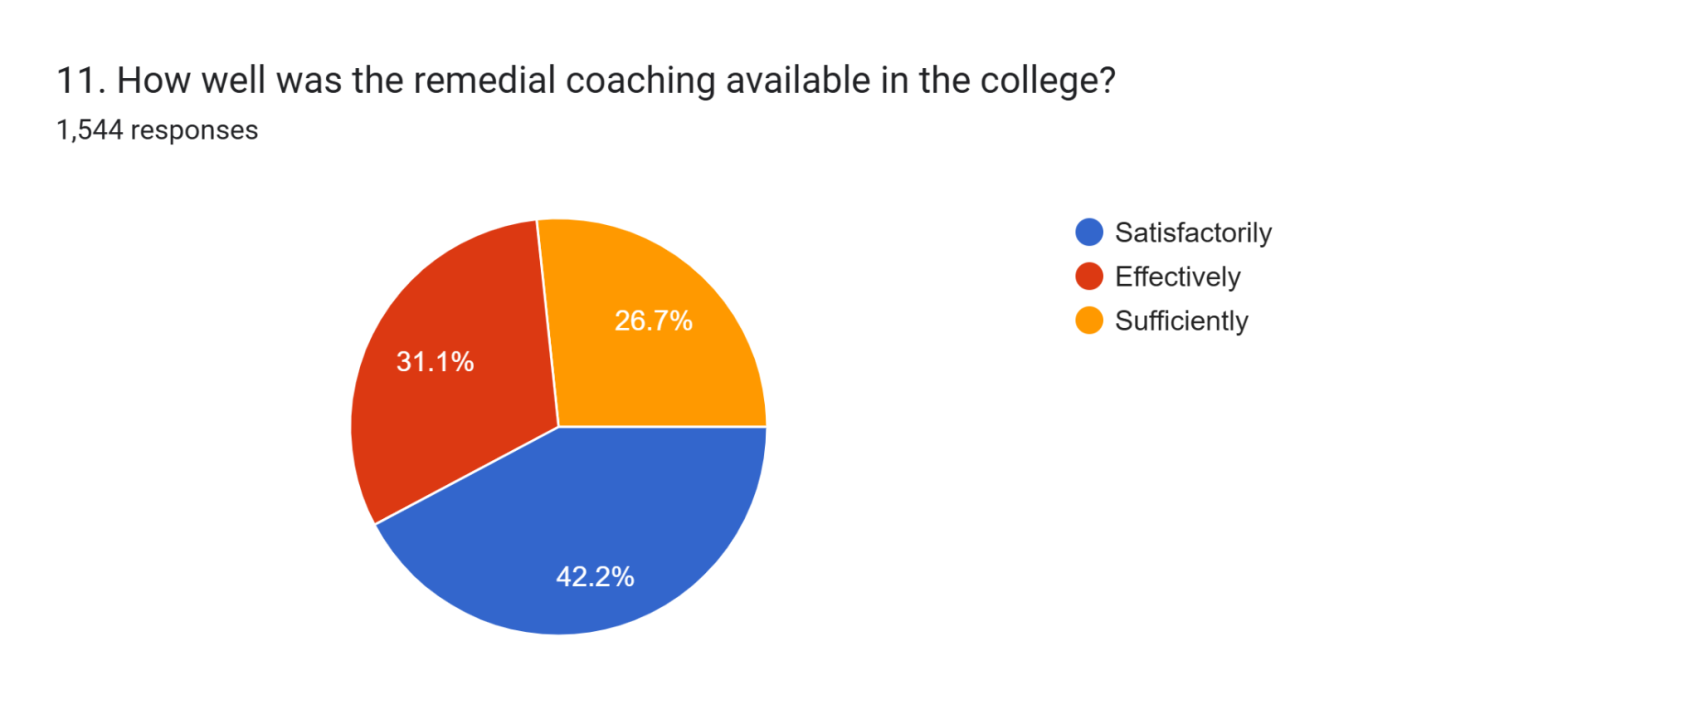 11. How well was the remedial coaching available in the college?
1,544 responses
Satisfactorily
Effectively
Sufficiently
26.7%
31.1%
42.2%